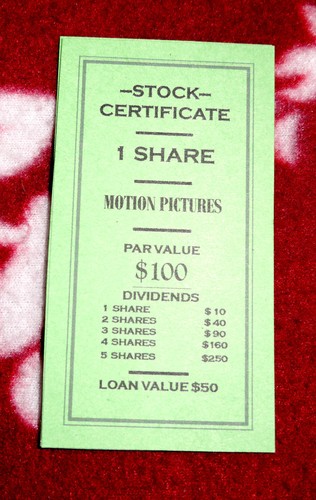 —STOCK—
CERTIFICATE
1 SHARE
MOTION PICTURES
PAR VALUE
$100
DIVIDENDS
1 SHARE $10
2 SHARES $40
3 SHARES $90
4 SHARES $160
5 SHARES $250
LOAN VALUE $50